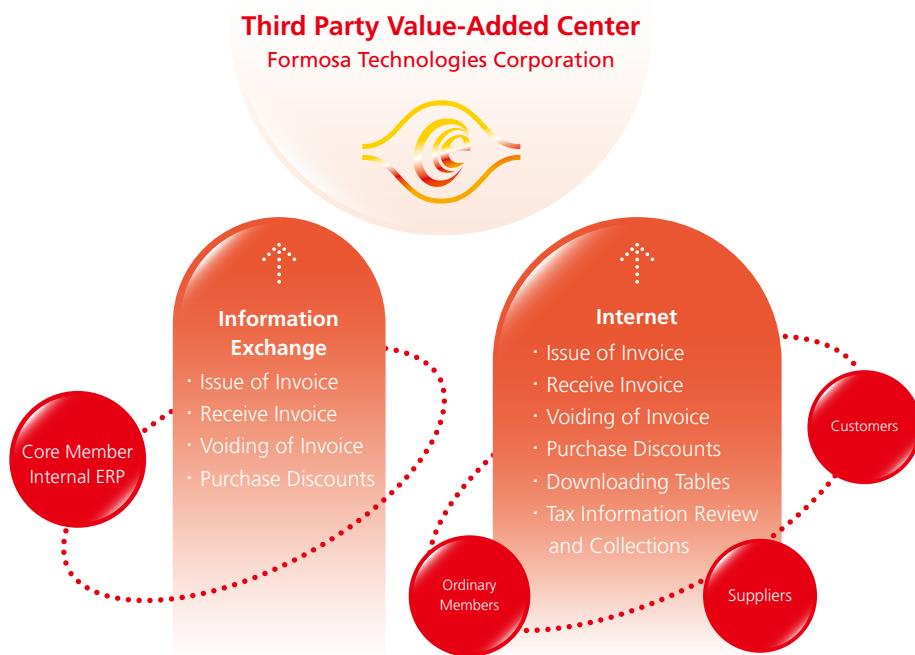 Third Party Value-Added Center
Formosa Technologies Corporation
Information
Exchange
· Issue of Invoice
· Receive Invoice
· Voiding of Invoice
· Purchase Discounts
Core Member
Internal ERP
Internet
· Issue of Invoice
· Receive Invoice
· Voiding of Invoice
· Purchase Discounts
· Downloading Tables
· Tax Information Review
and Collections
Customers
Ordinary
Members
Suppliers